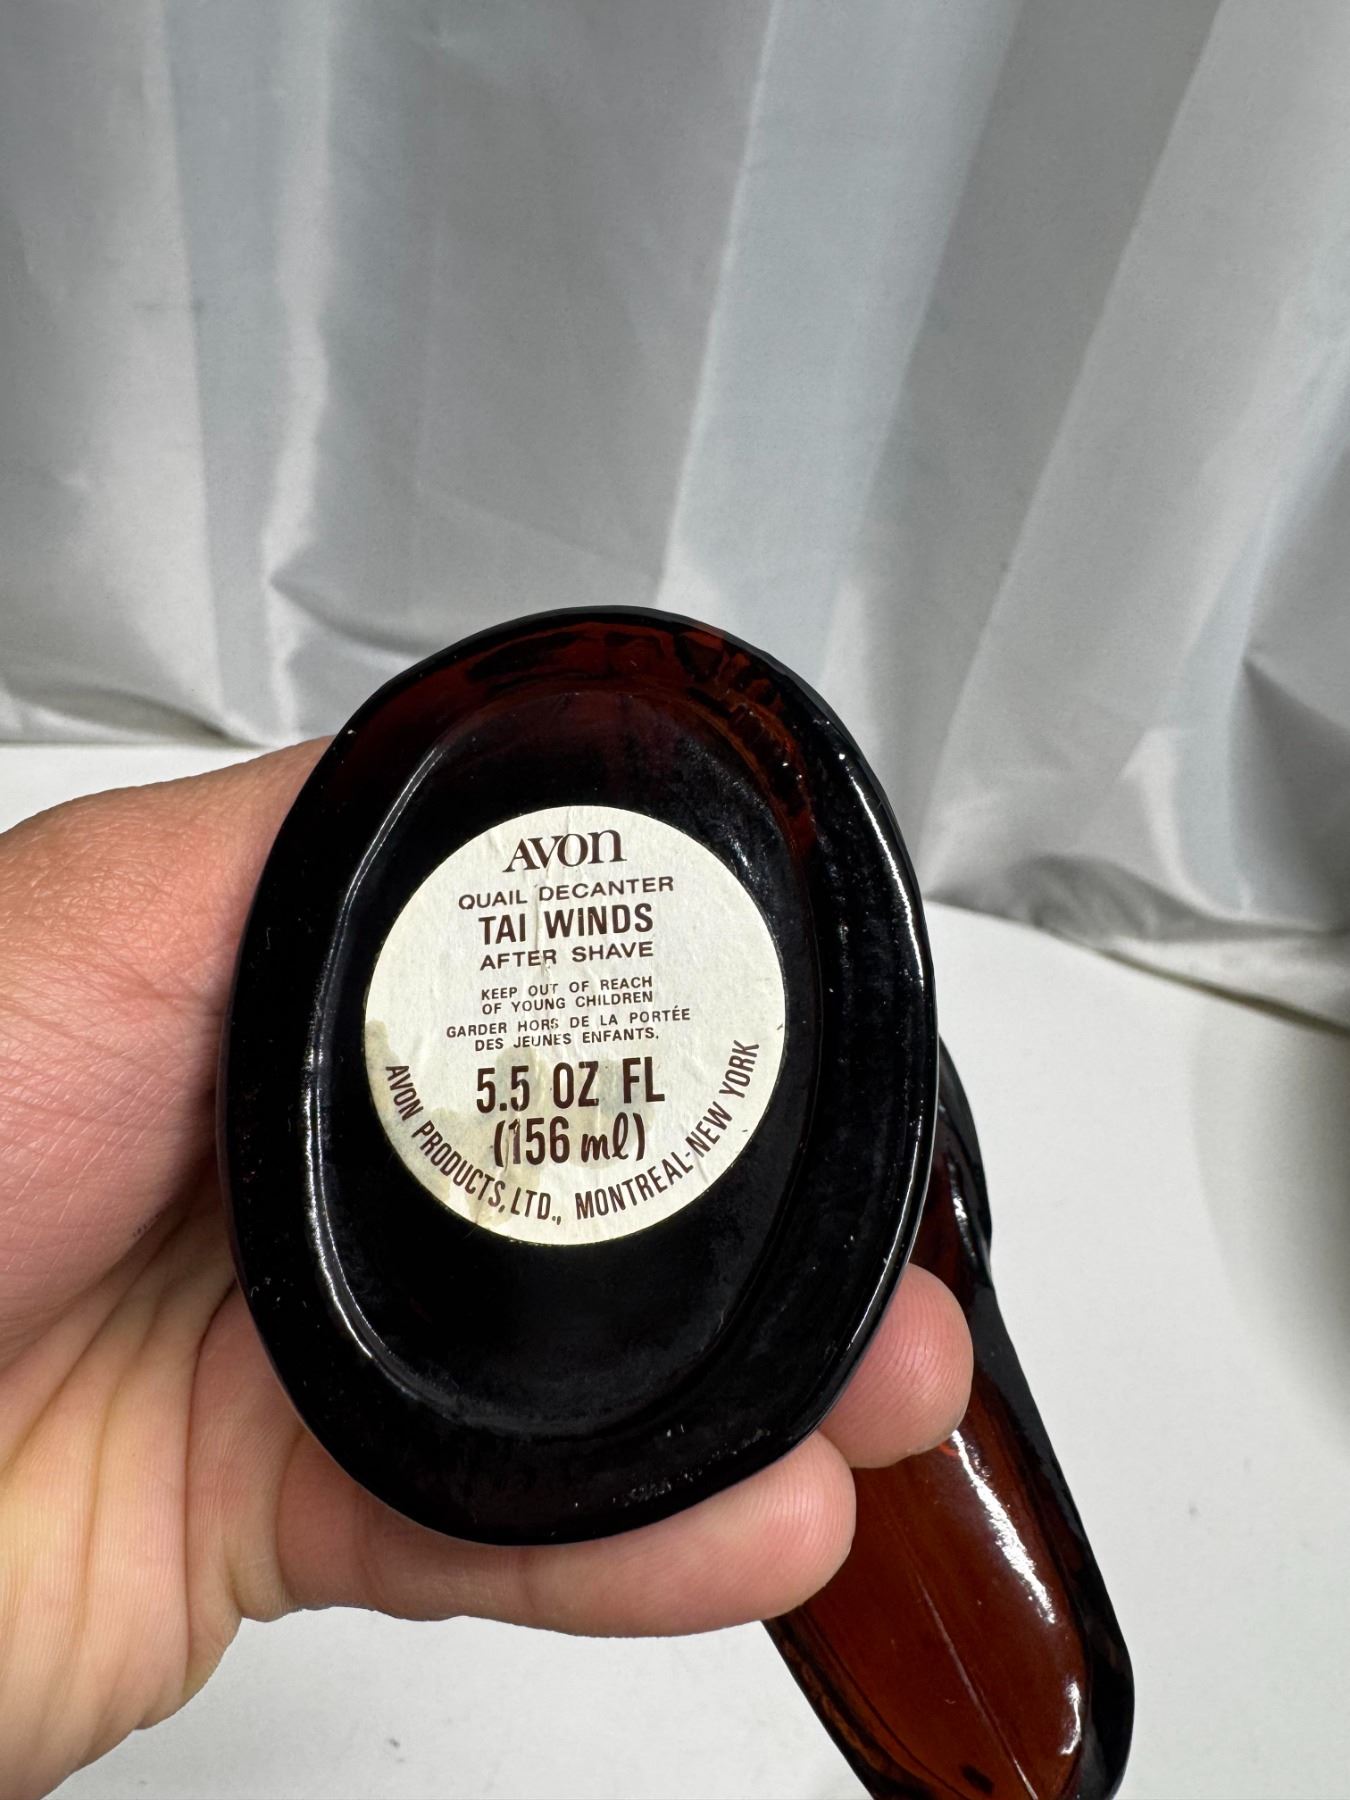 AVON
QUAIL DECANTER
TAI WINDS
AFTER SHAVE
KEEP OUT OF REACH
OF YOUNG CHILDREN
GARDER HORS DE LA PORTÉE
DES JEUNES ENFANTS.
5.5 OZ FL
(156 ml)
AVON PRODUCTS, LTD., MONTREAL-NEW YORK